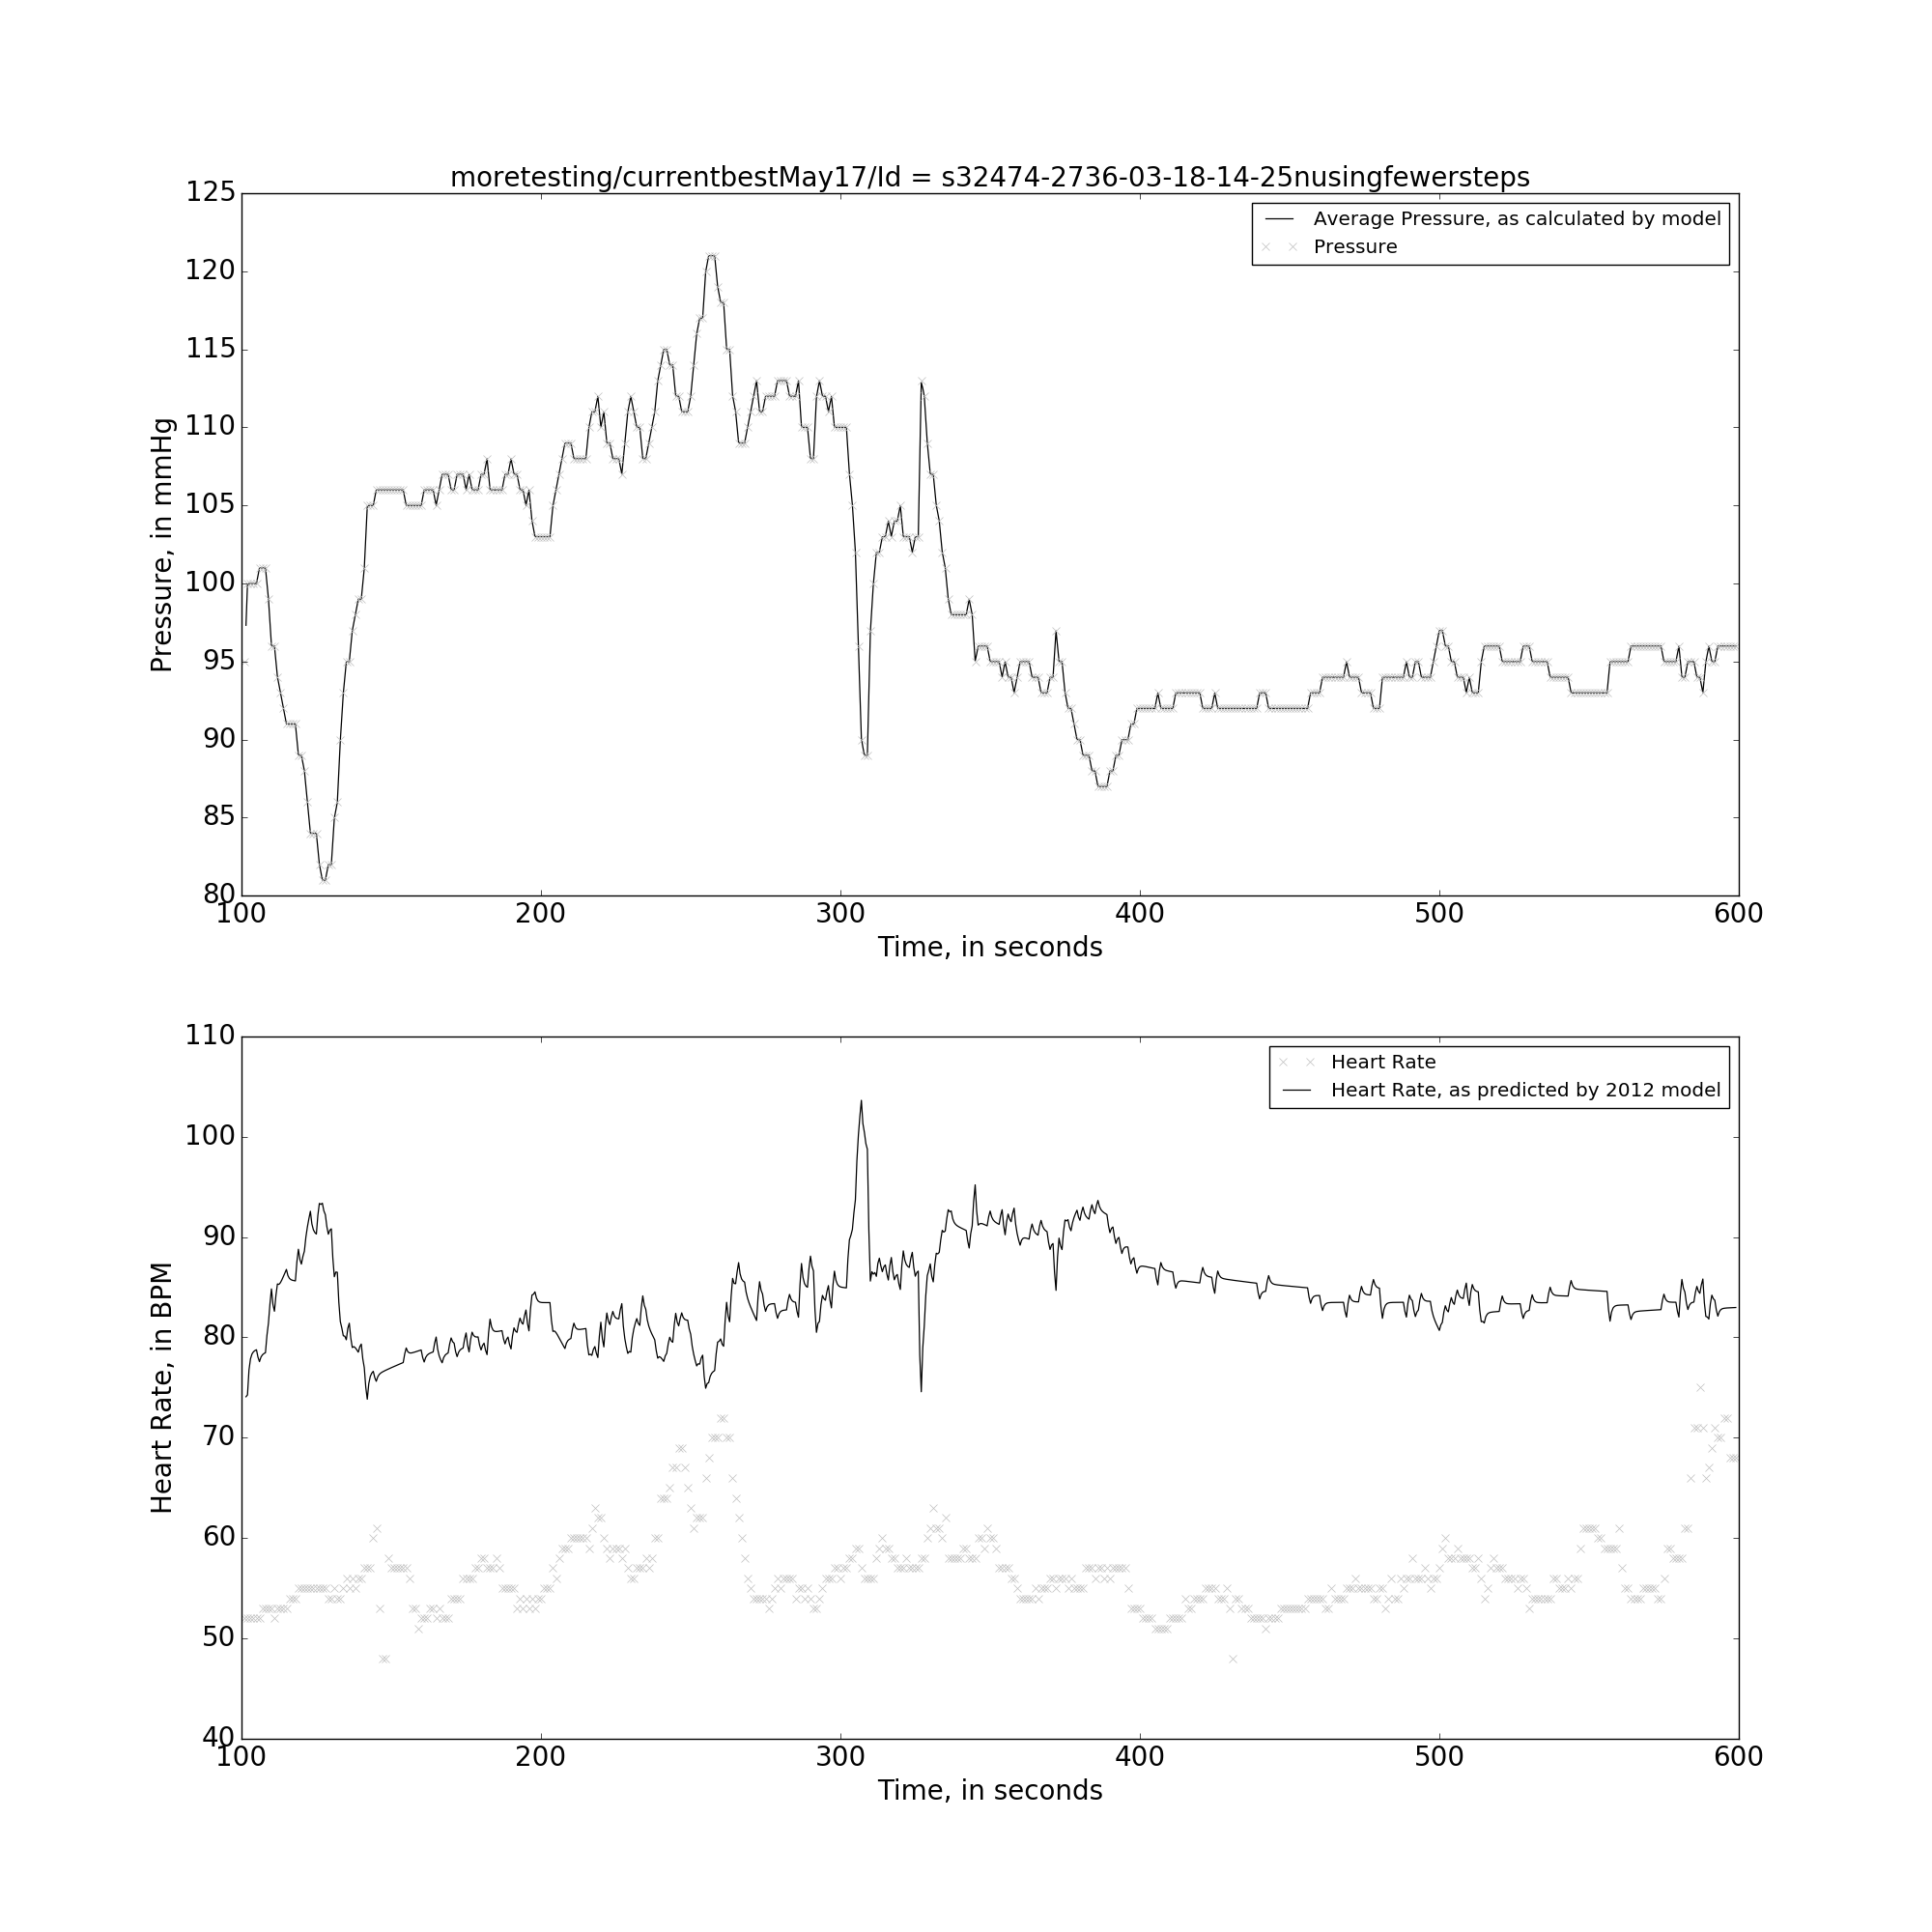 moretesting/currentbestMay17/Id = s32474-2736-03-18-14-25nusingfewersteps
125
120
115
110
105
100
95
90
85
80
Pressure, in mmHg
Average Pressure, as calculated by model
Pressure
100 200 300 400 500 600
Time, in seconds
110
100
90
80
70
60
50
40
Heart Rate, in BPM
Heart Rate
Heart Rate, as predicted by 2012 model
100 200 300 400 500 600
Time, in seconds